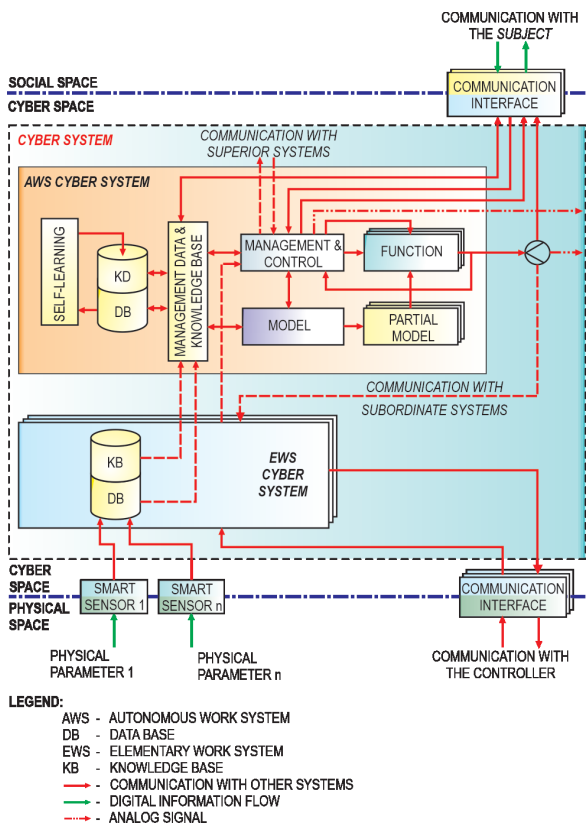 COMMUNICATION WITH
THE SUBJECT
SOCIAL SPACE
CYBER SPACE
COMMUNICATION
INTERFACE
CYBER SYSTEM
COMMUNICATION WITH
SUPERIOR SYSTEMS
AWS CYBER SYSTEM
SELF-LEARNING
KD
DB
MANAGEMENT DATA &
KNOWLEDGE BASE
MANAGEMENT &
CONTROL
FUNCTION
MODEL
PARTIAL
MODEL
COMMUNICATION WITH
SUBORDINATE SYSTEMS
KB
DB
EWS
CYBER
SYSTEM
CYBER
SPACE
PHYSICAL
SPACE
SMART
SENSOR 1
SMART
SENSOR n
COMMUNICATION
INTERFACE
PHYSICAL
PARAMETER 1
PHYSICAL
PARAMETER n
COMMUNICATION WITH
THE CONTROLLER
LEGEND:
AWS - AUTONOMOUS WORK SYSTEM
DB - DATA BASE
EWS - ELEMENTARY WORK SYSTEM
KB - KNOWLEDGE BASE
- COMMUNICATION WITH OTHER SYSTEMS
- DIGITAL INFORMATION FLOW
- ANALOG SIGNAL